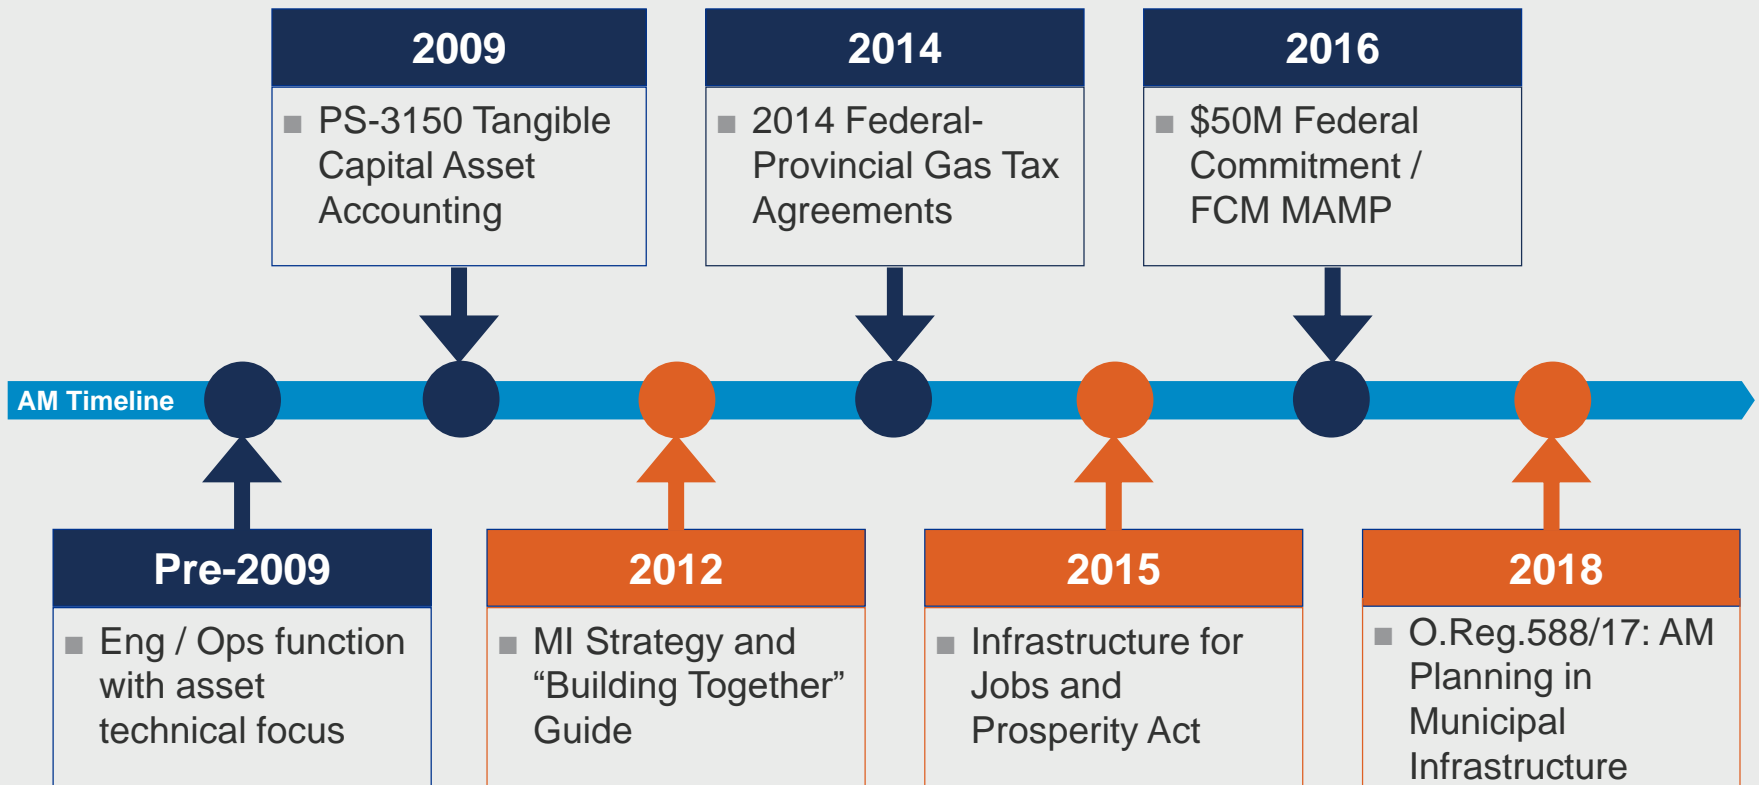 2009
PS-3150 Tangible
Capital Asset
Accounting
2014
2014 Federal-
Provincial Gas Tax
Agreements
2016
$50M Federal
Commitment /
FCM MAMP
AM Timeline
Pre-2009
Eng / Ops function
with asset
technical focus
2012
MI Strategy and
“Building Together”
Guide
2015
Infrastructure for
Jobs and
Prosperity Act
2018
O.Reg.588/17: AM
Planning in
Municipal
Infrastructure